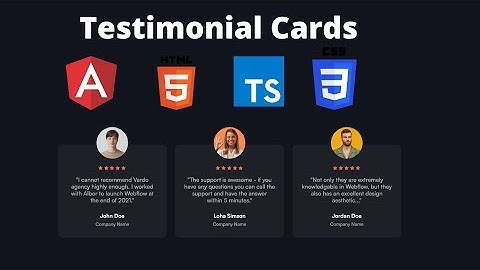 Testimonial Cards
HTML
CSS
A
5
TS
3
"I cannot recommend Vardo
agency highly enough. I worked
with Albor to launch Webflow at
the end of 2021."
John Doe
Company Name
"The support is awesome - if you
have any questions you can call the
support and have the answer
within 5 minutes."
Loha Simson
Company Name
"Not only they are extremely
knowledgable in Webflow, but they
also has an excellent design
aesthetic..."
Jordan Doe
Company Name